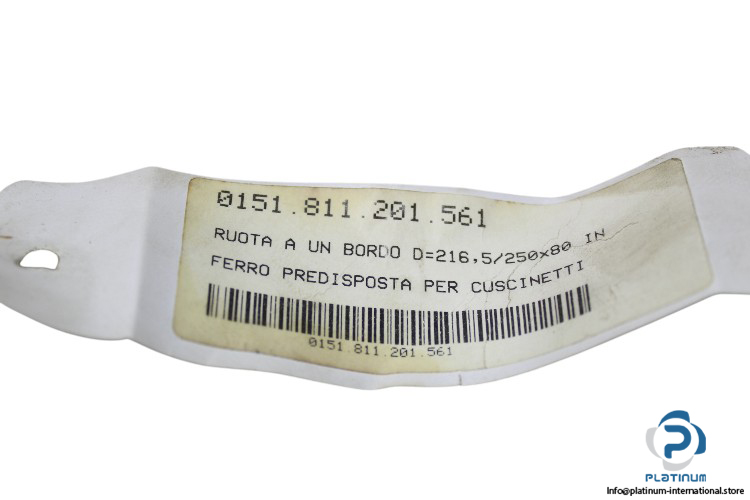 0151.811.201.561
RUOTA A UN BORDO D=216,5/250x80 IN
FERRO PREDISPOSTA PER CUSCINETTI
0151.811.201.561
PLATINUM
Info@platinum-international.store